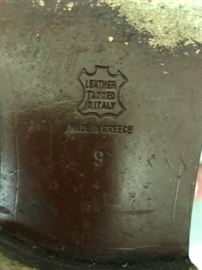 LEATHER
TANNED
IN ITALY
MADE IN GREECE
9